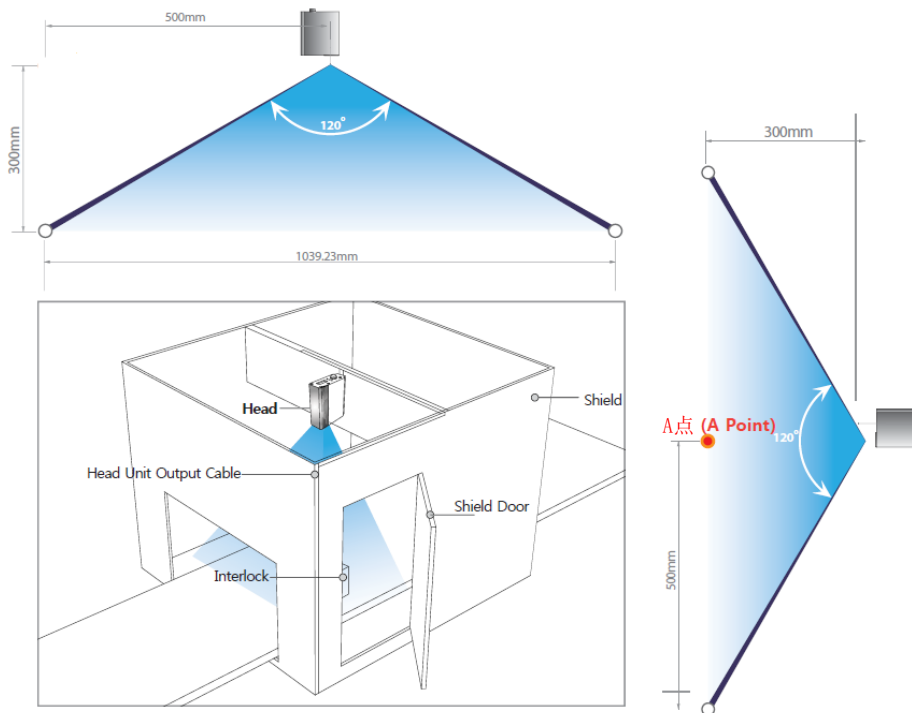 500mm
300mm
120°
1039.23mm
Head
Shield
Head Unit Output Cable
Shield Door
Interlock
300mm
A点 (A Point)
120°
500mm